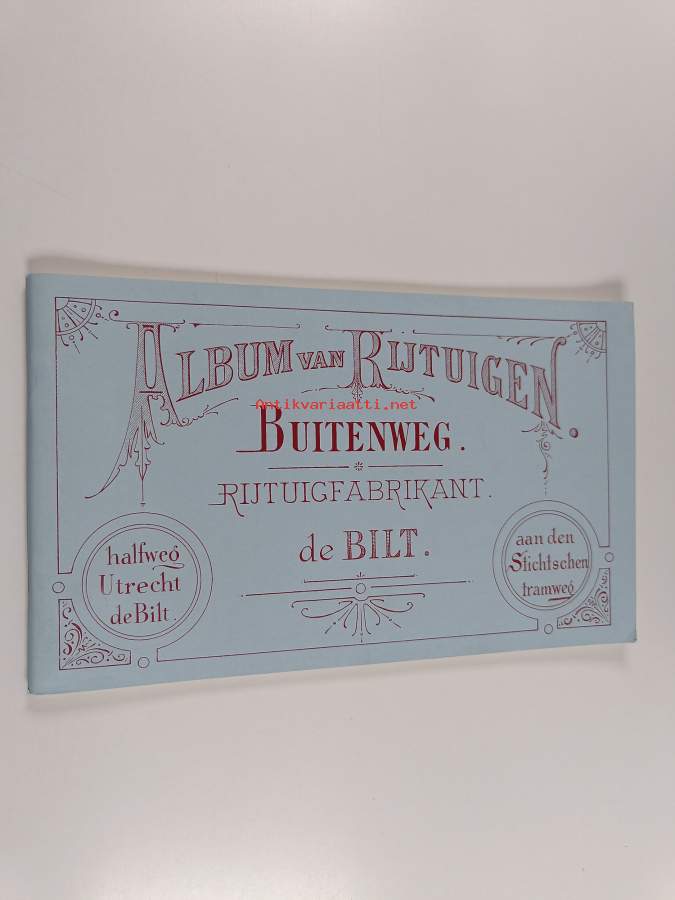 ALBUM VAN RIJTUIGEN.
Antikvariaatti.net
BUITENWEG.
RIJTUIGFABRIKANT.
de BILT.
halfweg
Utrecht
de Bilt.
aan den
Stichtschen
tramweg